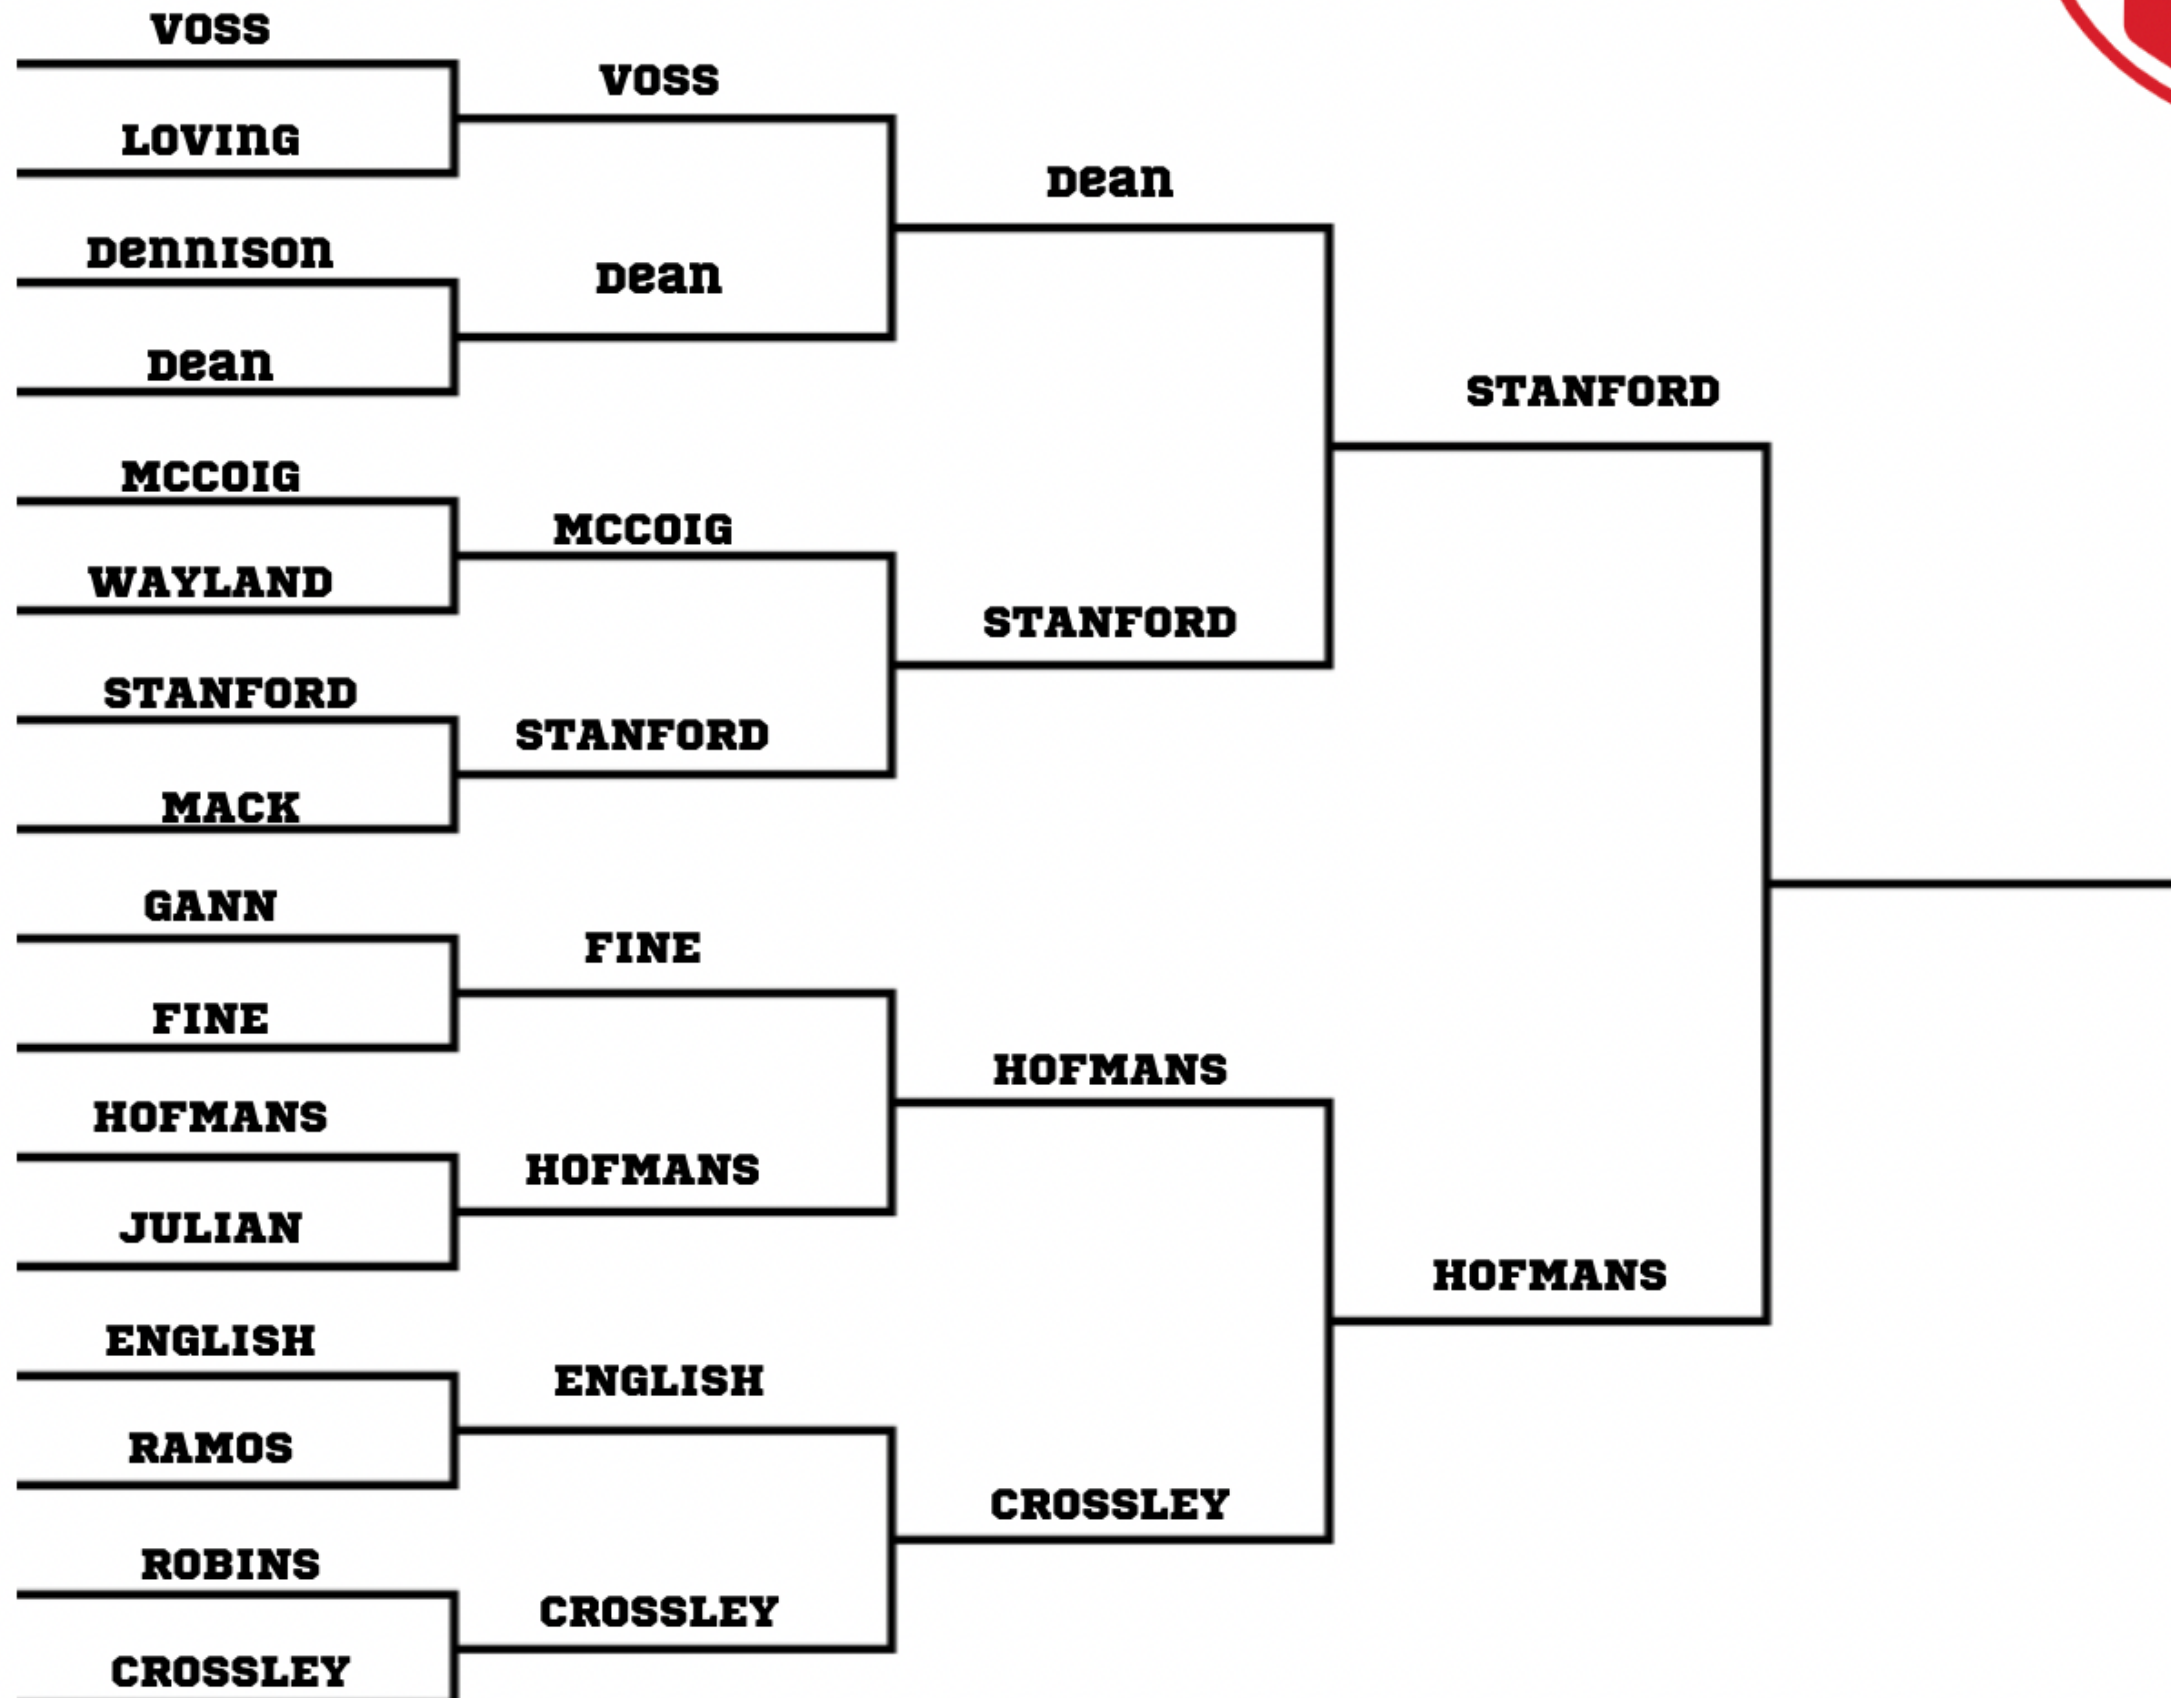 VOSS
LOVING
Dennison
Dean
MCCOIG
WAYLAND
STANFORD
MACK
GANN
FINE
HOFMANS
JULIAN
ENGLISH
RAMOS
ROBINS
CROSSLEY
VOSS
Dean
MCCOIG
STANFORD
FINE
HOFMANS
ENGLISH
CROSSLEY
Dean
STANFORD
HOFMANS
CROSSLEY
STANFORD
HOFMANS